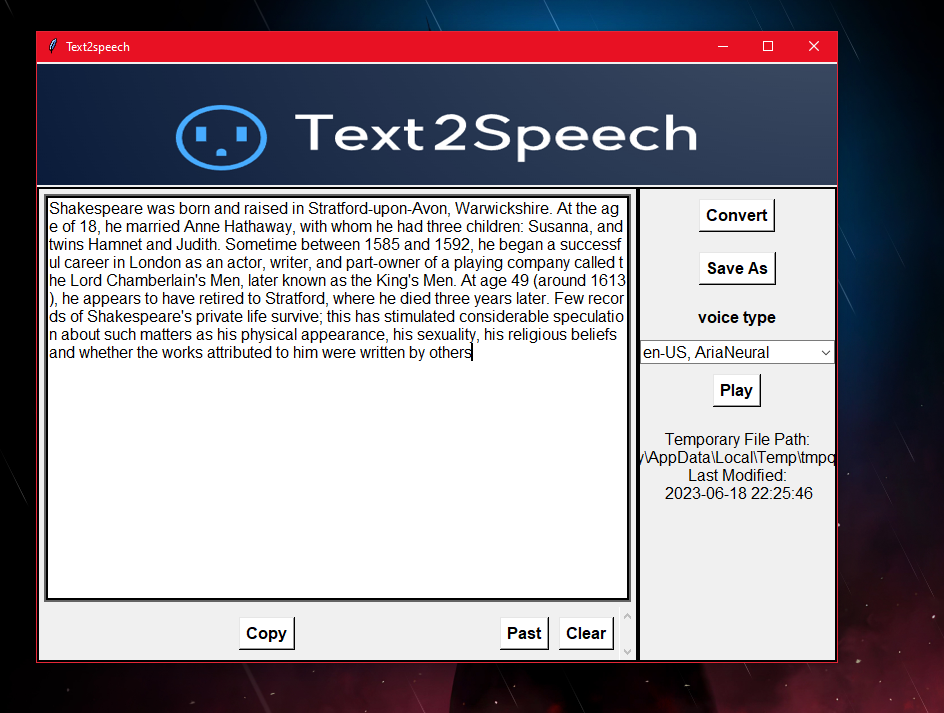 Text2speech
Text2Speech
Shakespeare was born and raised in Stratford-upon-Avon, Warwickshire. At the ag
e of 18, he married Anne Hathaway, with whom he had three children: Susanna, and
twins Hamnet and Judith. Sometime between 1585 and 1592, he began a successf
ul career in London as an actor, writer, and part-owner of a playing company called t
he Lord Chamberlain's Men, later known as the King's Men. At age 49 (around 1613
), he appears to have retired to Stratford, where he died three years later. Few recor
ds of Shakespeare's private life survive; this has stimulated considerable speculatio
n about such matters as his physical appearance, his sexuality, his religious beliefs
and whether the works attributed to him were written by others
Copy
Past
Clear
Convert
Save As
voice type
en-US, AriaNeural
Play
Temporary File Path:
y\AppData\Local\Temp\tmpq
Last Modified:
2023-06-18 22:25:46